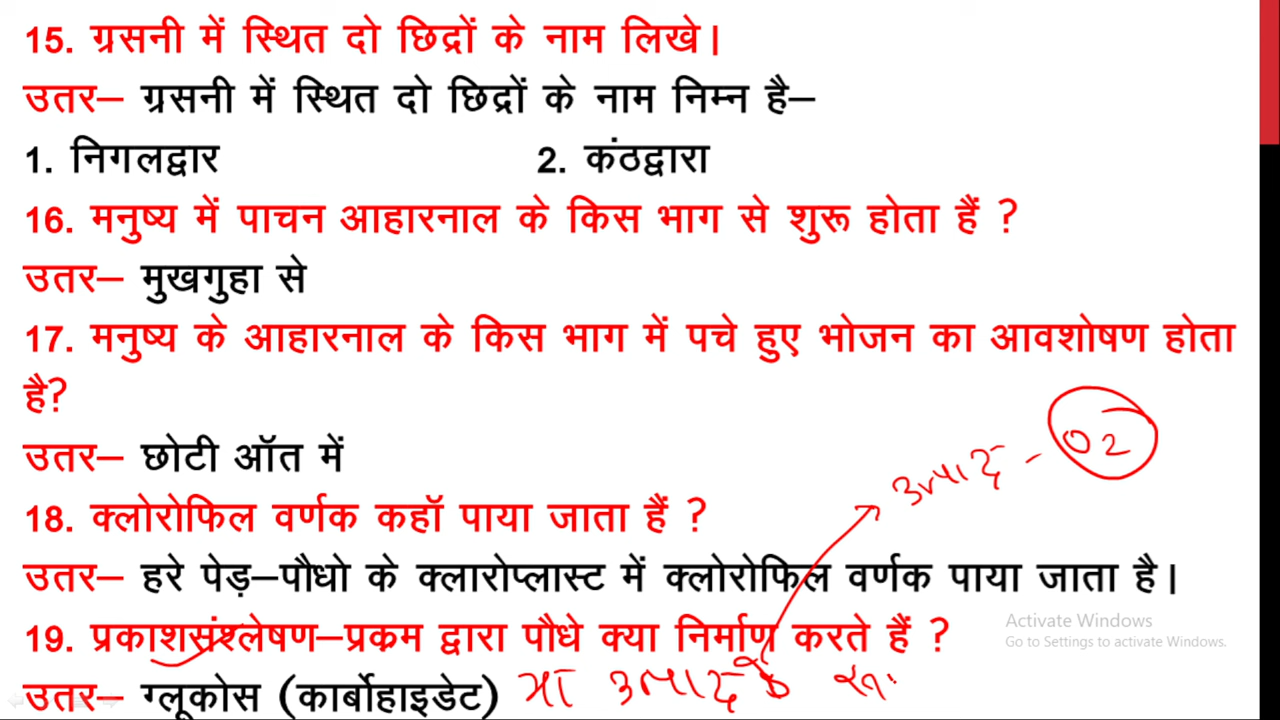 15. ग्रसनी में स्थित दो छिद्रों के नाम लिखे।
उतर– ग्रसनी में स्थित दो छिद्रों के नाम निम्न है–
1. निगलद्वार 2. कंठद्वारा
16. मनुष्य में पाचन आहारनाल के किस भाग से शुरू होता हैं ?
उतर– मुखगुहा से
17. मनुष्य के आहारनाल के किस भाग में पचे हुए भोजन का आवशोषण होता
है?
उतर– छोटी ऑत में
उत्पाद - O2
18. क्लोरोफिल वर्णक कहॉ पाया जाता हैं ?
उतर– हरे पेड़–पौधो के क्लारोप्लास्ट में क्लोरोफिल वर्णक पाया जाता है।
19. प्रकाशसंश्लेषण–प्रक्रम द्वारा पौधे क्या निर्माण करते हैं ?
उतर– ग्लूकोस (कार्बोहाइडेट) उत्पाद
Activate Windows
Go to Settings to activate Windows.